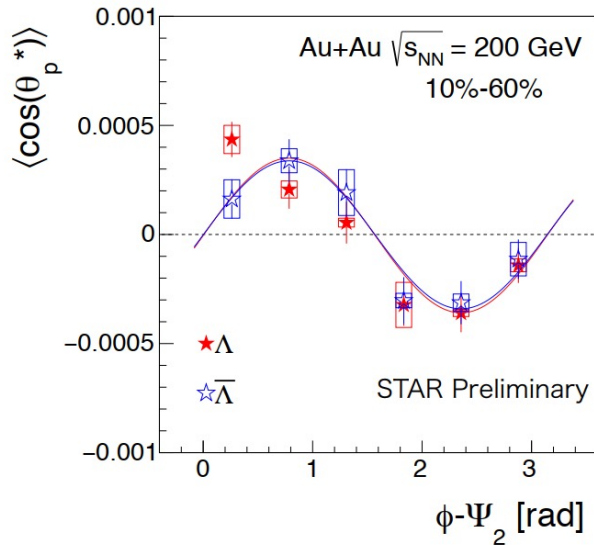 ⟨cos(θp*)⟩
0.001
Au+Au √sNN = 200 GeV
10%-60%
0.0005
0
−0.0005
Λ
Λ̅
STAR Preliminary
−0.001
0 1 2 3
ϕ-Ψ2 [rad]